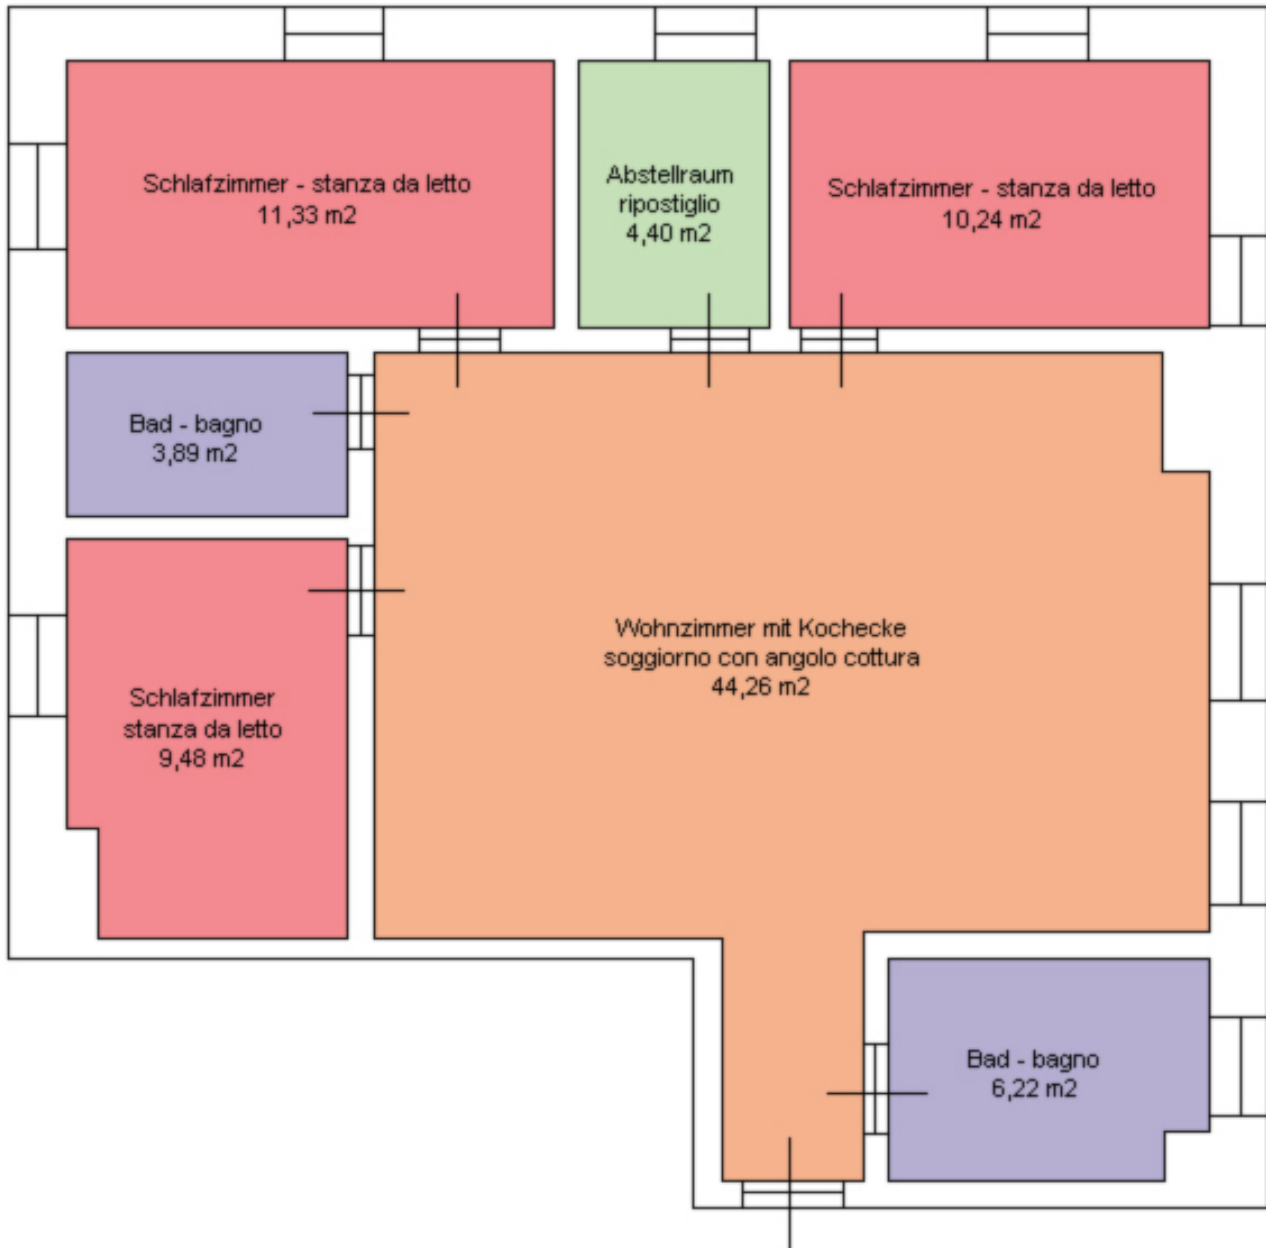 Schlafzimmer - stanza da letto
11,33 m2
Abstellraum
ripostiglio
4,40 m2
Schlafzimmer - stanza da letto
10,24 m2
Bad - bagno
3,89 m2
Wohnzimmer mit Kochecke
soggiorno con angolo cottura
44,26 m2
Schlafzimmer
stanza da letto
9,48 m2
Bad - bagno
6,22 m2